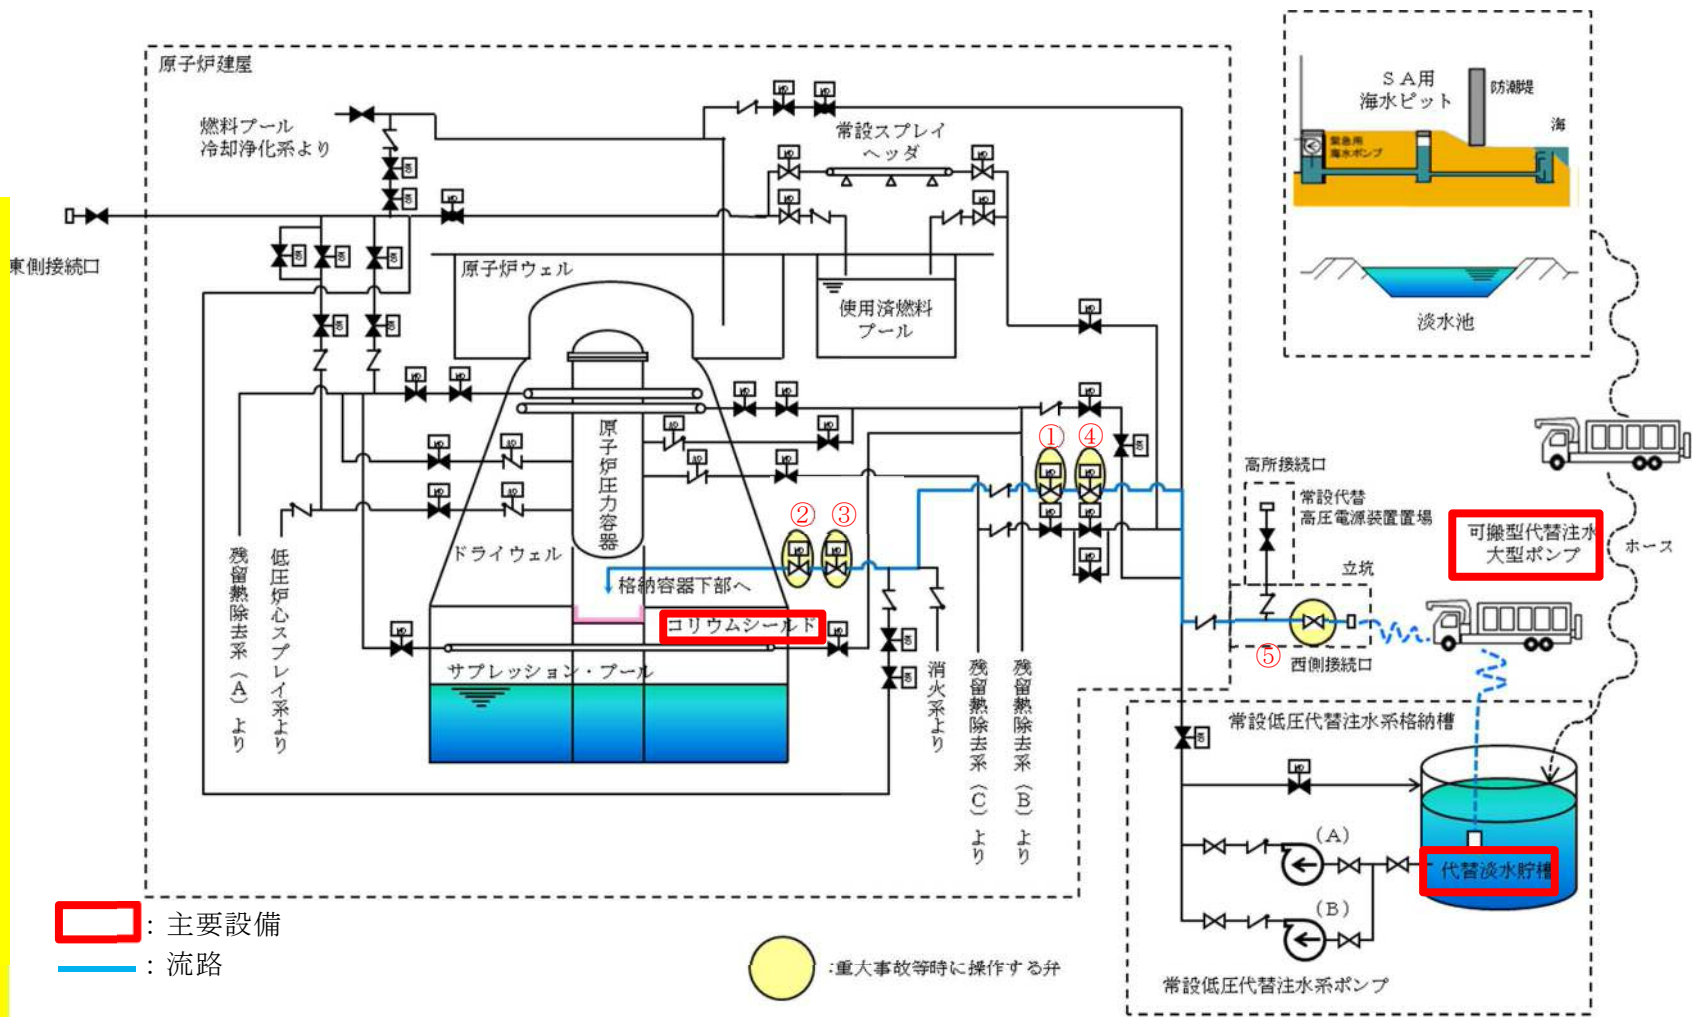 原子炉建屋
燃料プール
冷却浄化系より
常設スプレイ
ヘッダ
SA用
海水ピット
防潮堤
海
緊急用
海水ポンプ
淡水池
東側接続口
原子炉ウェル
使用済燃料
プール
原子炉圧力容器
ドライウェル
①
④
②
③
⑤
格納容器下部へ
コリウムシールド
サプレッション・プール
残留熱除去系(A)より
低圧炉心スプレイ系より
消火系より
残留熱除去系(C)より
残留熱除去系(B)より
高所接続口
常設代替
高圧電源装置置場
立坑
西側接続口
可搬型代替注水
大型ポンプ
ホース
常設低圧代替注水系格納槽
(A)
(B)
代替淡水貯槽
常設低圧代替注水系ポンプ
:主要設備
:流路
:重大事故等時に操作する弁